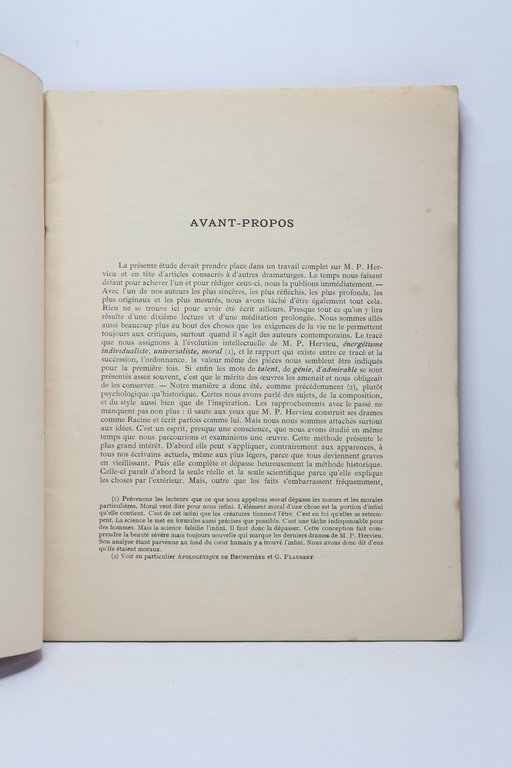 AVANT-PROPOS
La présente étude devait prendre place dans un travail complet sur M. P. Her-
vieu et en tête d'articles consacrés à d'autres dramaturges. Le temps nous faisant
défaut pour achever l'un et pour rédiger ceux-ci, nous la publions immédiatement. —
Avec l'un de nos auteurs les plus sincères, les plus réfléchis, les plus profonds, les
plus originaux et les plus mesurés, nous avons tâché d'être également tout cela.
Rien ne se trouve ici pour avoir été écrit ailleurs. Presque tout ce qu'on y lira
résulte d'une dixième lecture et d'une méditation prolongée. Nous sommes allés
aussi beaucoup plus au bout des choses que les exigences de la vie ne le permettent
toujours aux critiques, surtout quand il s'agit des auteurs contemporains. Le tracé
que nous assignons à l'évolution intellectuelle de M. P. Hervieu, énergétisme
individualiste, universaliste, moral (1), et le rapport qui existe entre ce tracé et la
succession, l'ordonnance, la valeur même des pièces nous semblent être indiqués
pour la première fois. Si enfin les mots de talent, de génie, d'admirable se sont
présentés assez souvent, c'est que le mérite des œuvres les amenait et nous obligeait
de les conserver. — Notre manière a donc été, comme précédemment (2), plutôt
psychologique qu'historique. Certes nous avons parlé des sujets, de la composition,
et du style aussi bien que de l'inspiration. Les rapprochements avec le passé ne
manquent pas non plus : il saute aux yeux que M. P. Hervieu construit ses drames
comme Racine et écrit parfois comme lui. Mais nous nous sommes attachés surtout
aux idées. C'est un esprit, presque une conscience, que nous avons étudié en même
temps que nous parcourions et examinions une œuvre. Cette méthode présente le
plus grand intérêt. D'abord elle peut s'appliquer, contrairement aux apparences, à
tous nos écrivains actuels, même aux plus légers, parce que tous deviennent graves
en vieillissant. Puis elle complète et dépasse heureusement la méthode historique.
Celle-ci paraît d'abord la seule réelle et la seule scientifique parce qu'elle explique
les choses par l'extérieur. Mais, outre que les faits s'embarrassent fréquemment,
(1) Prévenons les lecteurs que ce que nous appelons moral dépasse les mœurs et les morales
particulières. Moral veut dire pour nous infini. L'élément moral d'une chose est la portion d'infini
qu'elle contient. C'est de cet infini que les créatures tiennent l'être. C'est en lui qu'elles se retrem-
pent. La science le met en formules aussi précises que possible. C'est une tâche indispensable pour
des hommes. Mais la science falsifie l'infini. Il faut donc la dépasser. Cette conception fait com-
prendre la beauté sévère mais toujours nouvelle qui marque les derniers drames de M. P. Hervieu.
Son analyse étant parvenue au fond du cœur humain y a trouvé l'infini. Nous avons donc dit d'eux
qu'ils étaient moraux.
(2) Voir en particulier APOLOGÉTIQUE DE BRUNETIÈRE et G. FLAUBERT.